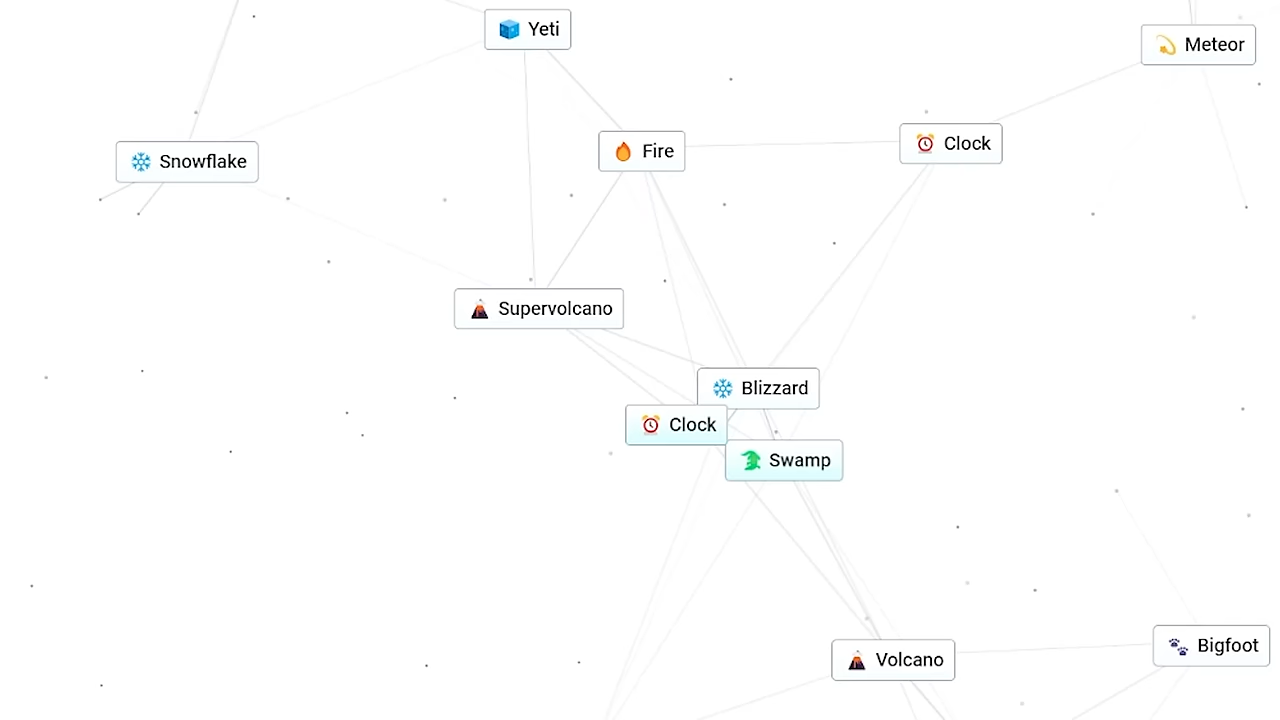 Yeti
Meteor
Fire
Clock
Snowflake
Supervolcano
Blizzard
Clock
Swamp
Volcano
Bigfoot